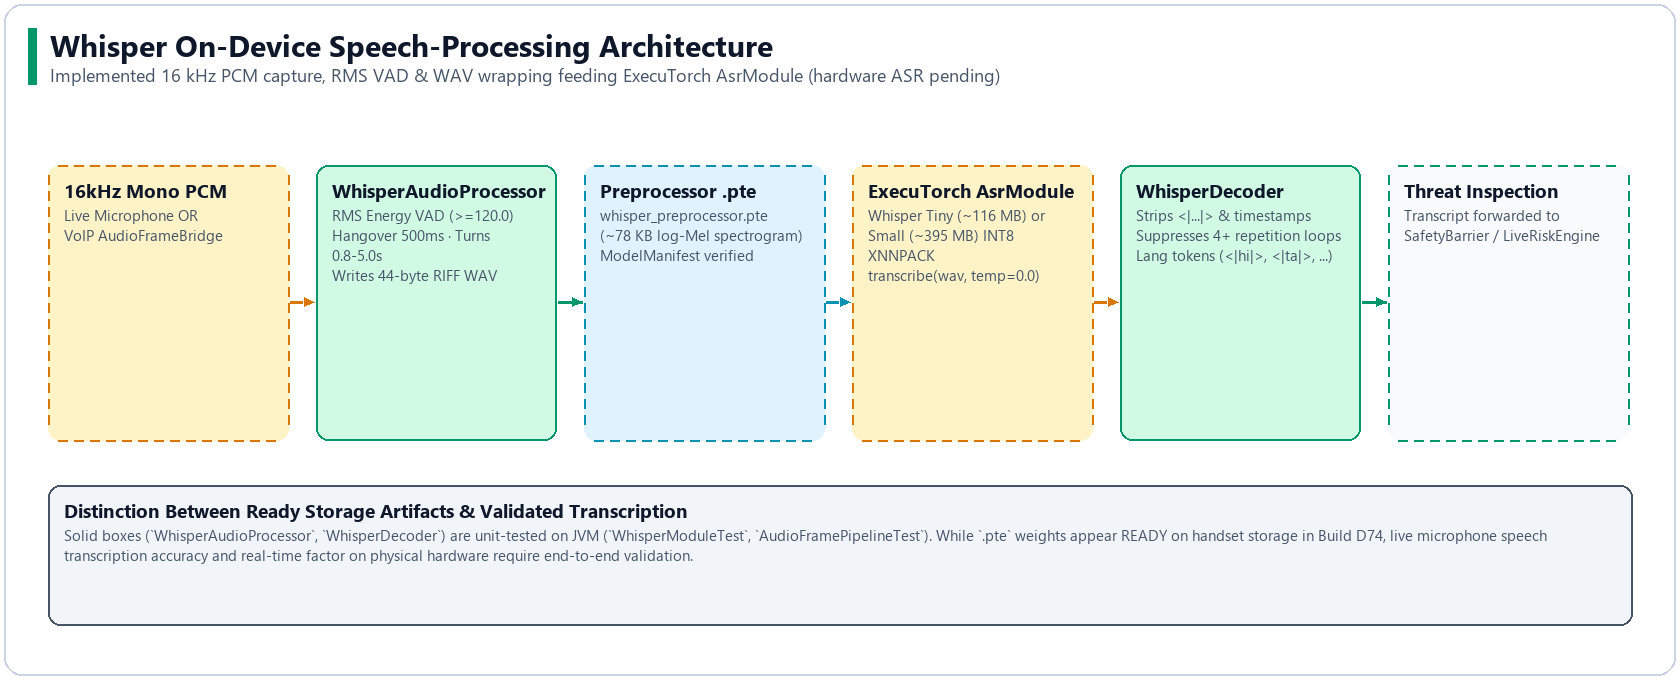 Whisper On-Device Speech-Processing Architecture
Implemented 16 kHz PCM capture, RMS VAD & WAV wrapping feeding ExecuTorch AsrModule (hardware ASR pending)
16kHz Mono PCM
Live Microphone OR
VoIP AudioFrameBridge
WhisperAudioProcessor
RMS Energy VAD (>=120.0)
Hangover 500ms · Turns
0.8-5.0s
Writes 44-byte RIFF WAV
Preprocessor .pte
whisper_preprocessor.pte
(~78 KB log-Mel spectrogram)
ModelManifest verified
ExecuTorch AsrModule
Whisper Tiny (~116 MB) or
Small (~395 MB) INT8
XNNPACK
transcribe(wav, temp=0.0)
WhisperDecoder
Strips <|...|> & timestamps
Suppresses 4+ repetition loops
Lang tokens (<|hi|>, <|ta|>, ...)
Threat Inspection
Transcript forwarded to
SafetyBarrier / LiveRiskEngine
Distinction Between Ready Storage Artifacts & Validated Transcription
Solid boxes (`WhisperAudioProcessor`, `WhisperDecoder`) are unit-tested on JVM (`WhisperModuleTest`, `AudioFramePipelineTest`). While `.pte` weights appear READY on handset storage in Build D74, live microphone speech
transcription accuracy and real-time factor on physical hardware require end-to-end validation.